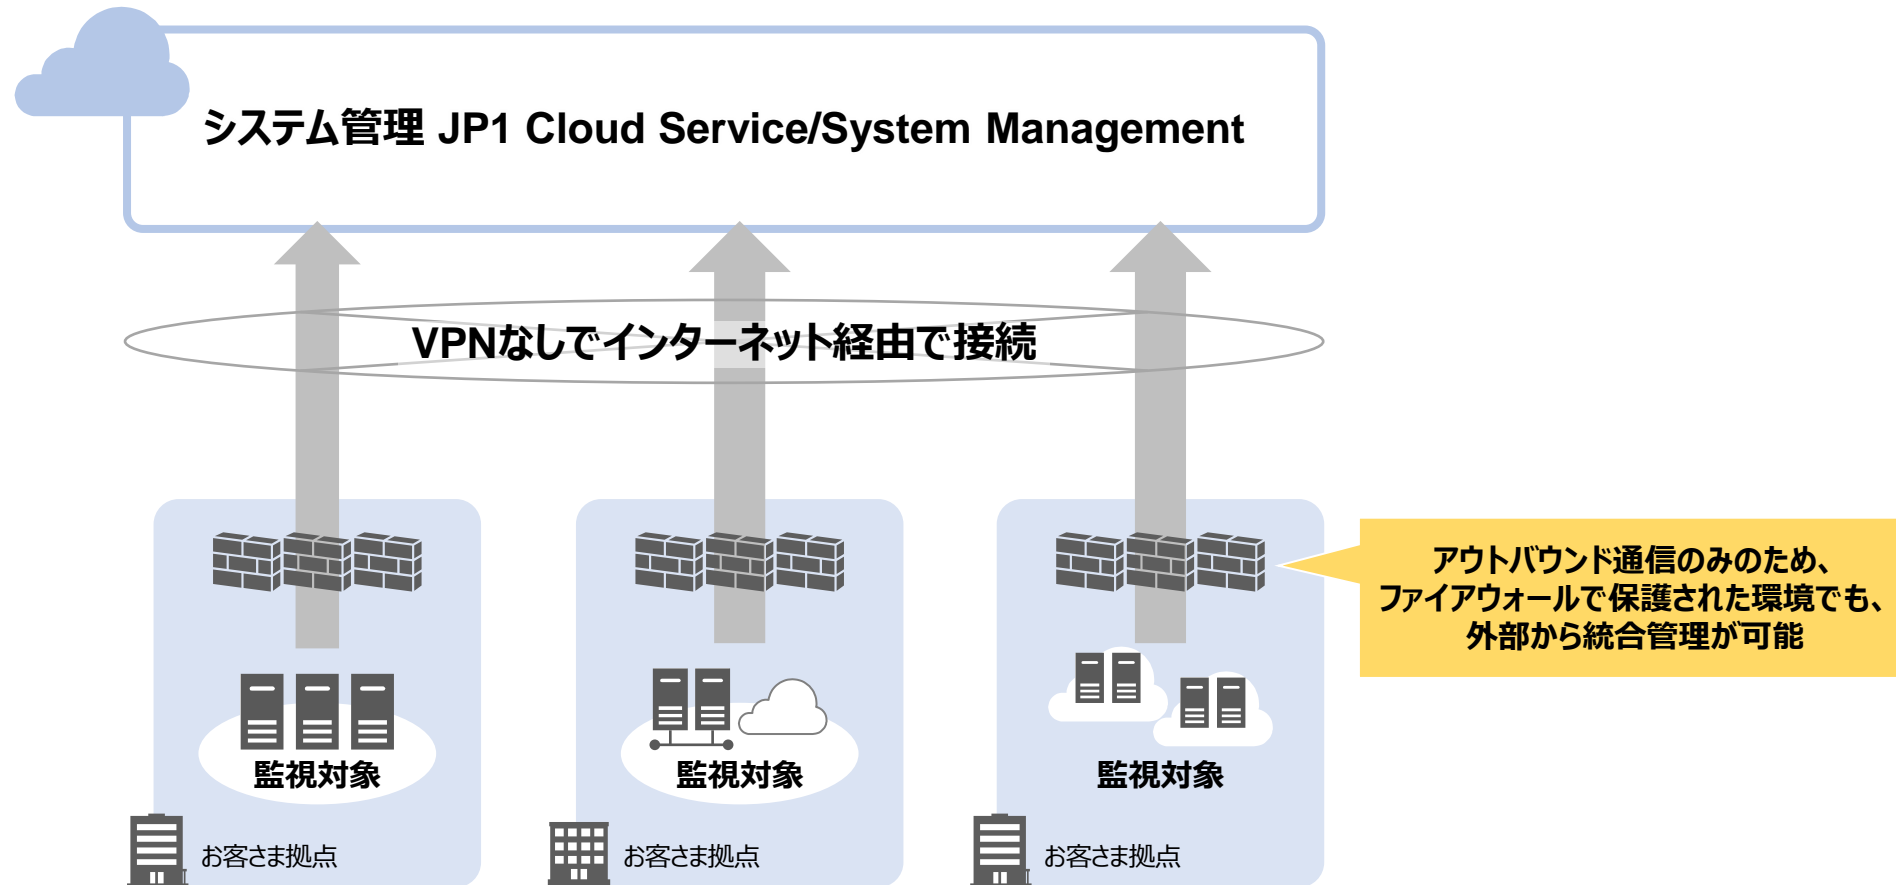 システム管理 JP1 Cloud Service/System Management
VPNなしでインターネット経由で接続
アウトバウンド通信のみのため、
ファイアウォールで保護された環境でも、
外部から統合管理が可能
監視対象
監視対象
監視対象
お客さま拠点
お客さま拠点
お客さま拠点